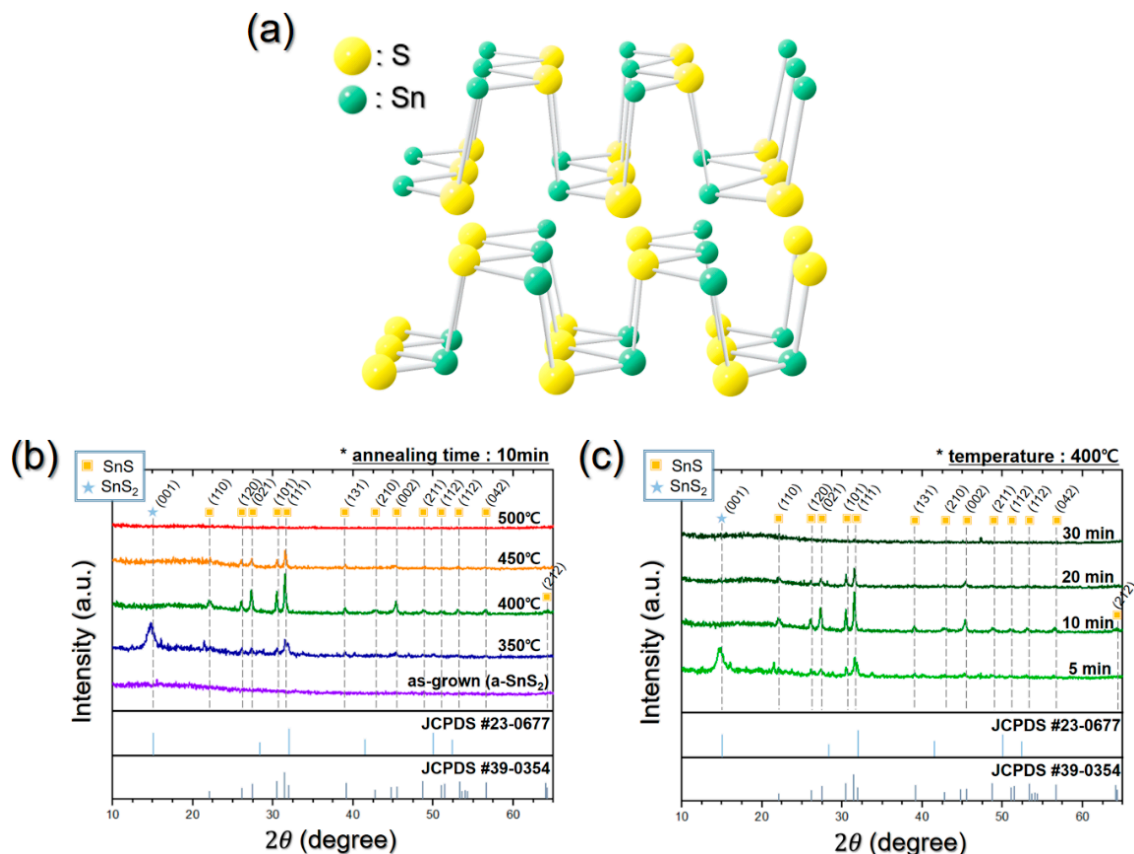 (a)
: S
: Sn
(b)
* annealing time : 10min
SnS
SnS₂
(001)
(110)
(120)
(021)
(101)
(111)
(131)
(210)
(002)
(211)
(112)
(112)
(042)
(212)
500℃
450℃
400℃
350℃
as-grown (a-SnS₂)
JCPDS #23-0677
JCPDS #39-0354
Intensity (a.u.)
10 20 30 40 50 60
2θ (degree)
(c)
* temperature : 400℃
SnS
SnS₂
(001)
(110)
(120)
(021)
(101)
(111)
(131)
(210)
(002)
(211)
(112)
(112)
(042)
(212)
30 min
20 min
10 min
5 min
JCPDS #23-0677
JCPDS #39-0354
Intensity (a.u.)
10 20 30 40 50 60
2θ (degree)